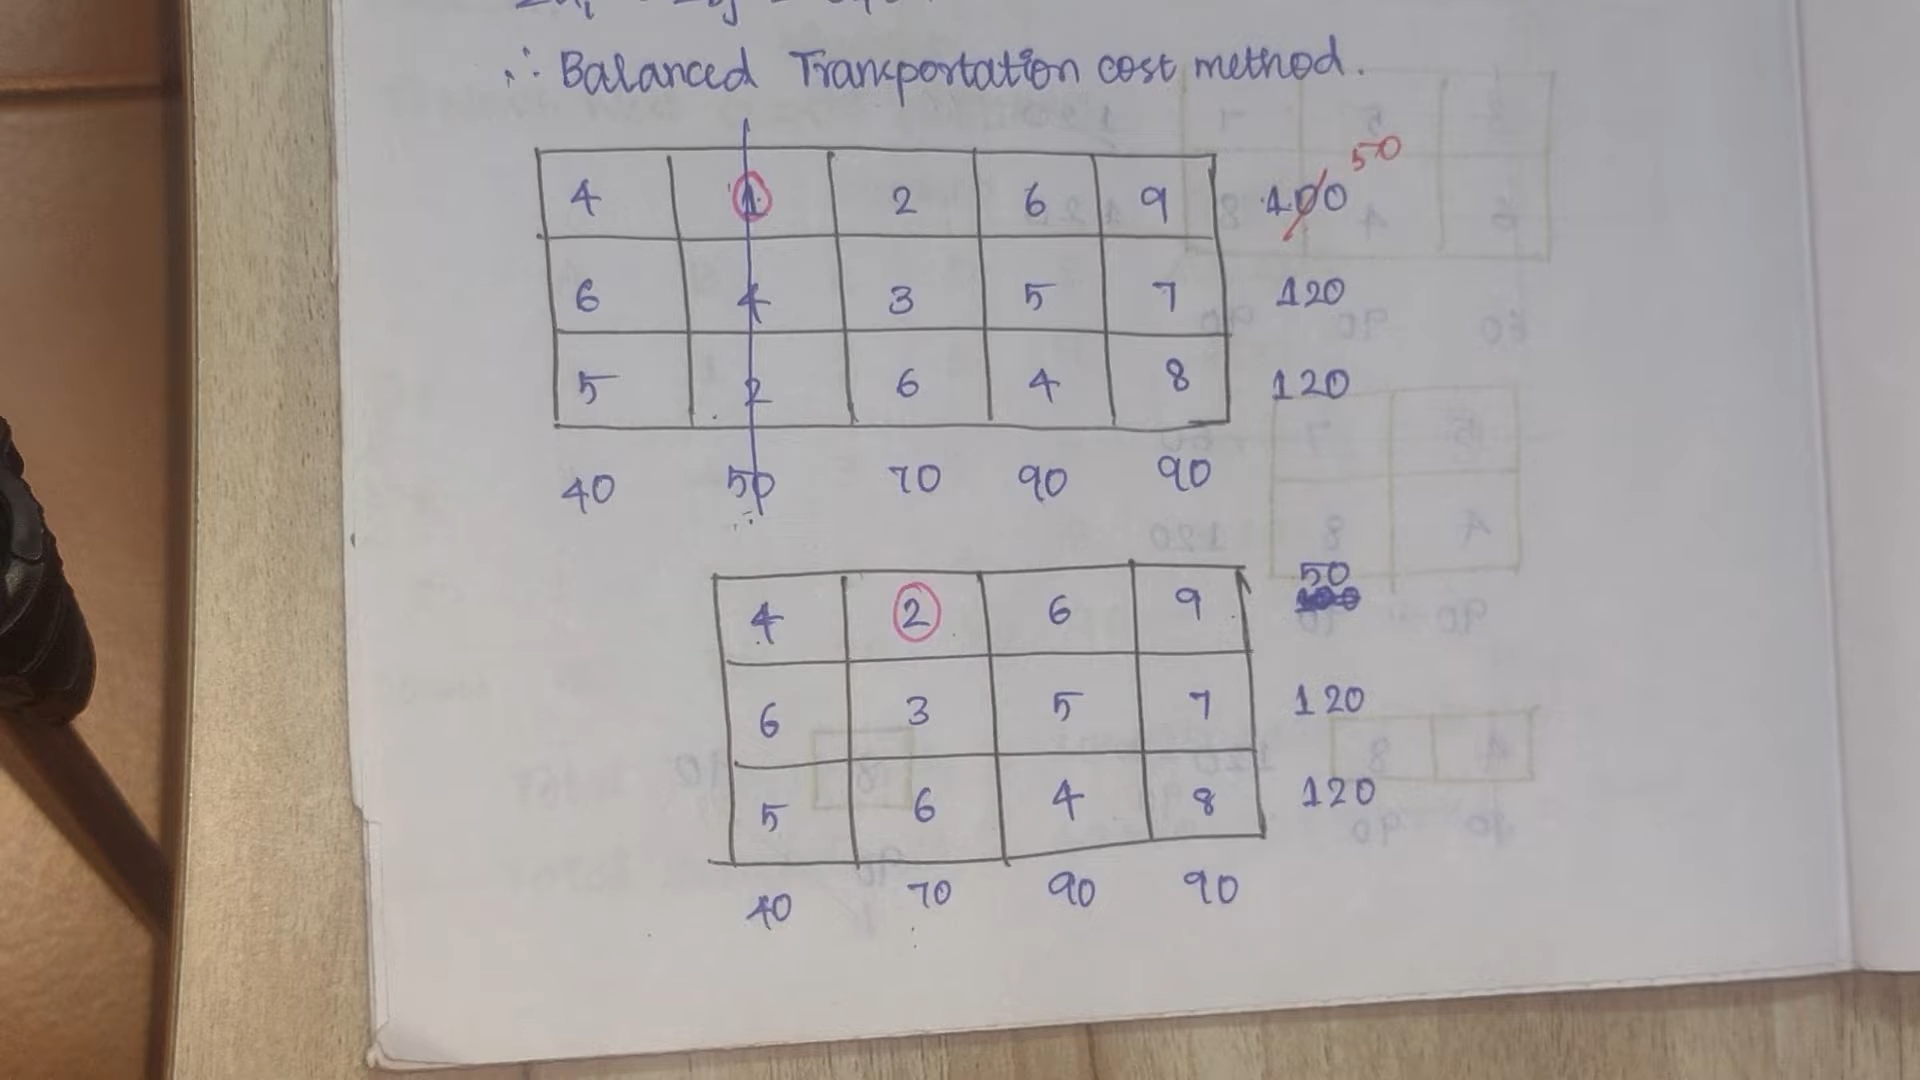 ∴ Balanced Transportation cost method.
50
4 1 2 6 9 100
6 4 3 5 7 120
5 2 6 4 8 120
40 50 70 90 90
50
4 2 6 9
6 3 5 7 120
5 6 4 8 120
40 70 90 90